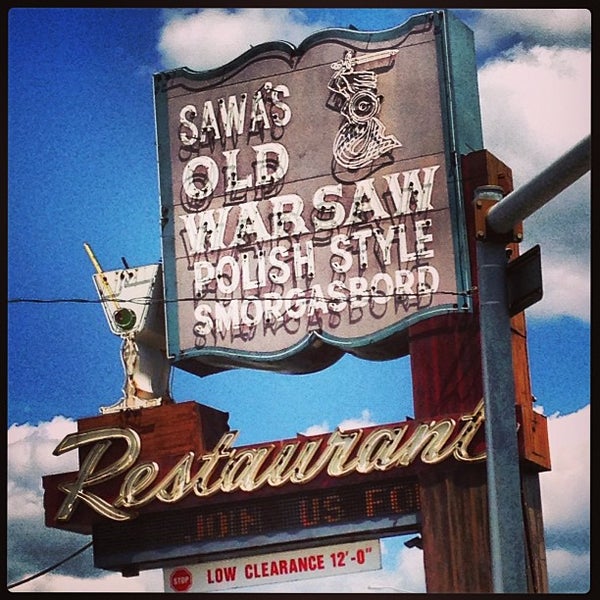 SAWA'S
OLD
WARSAW
POLISH STYLE
SMORGASBORD
Restaurant
JOIN US FO
STOP LOW CLEARANCE 12'-0"